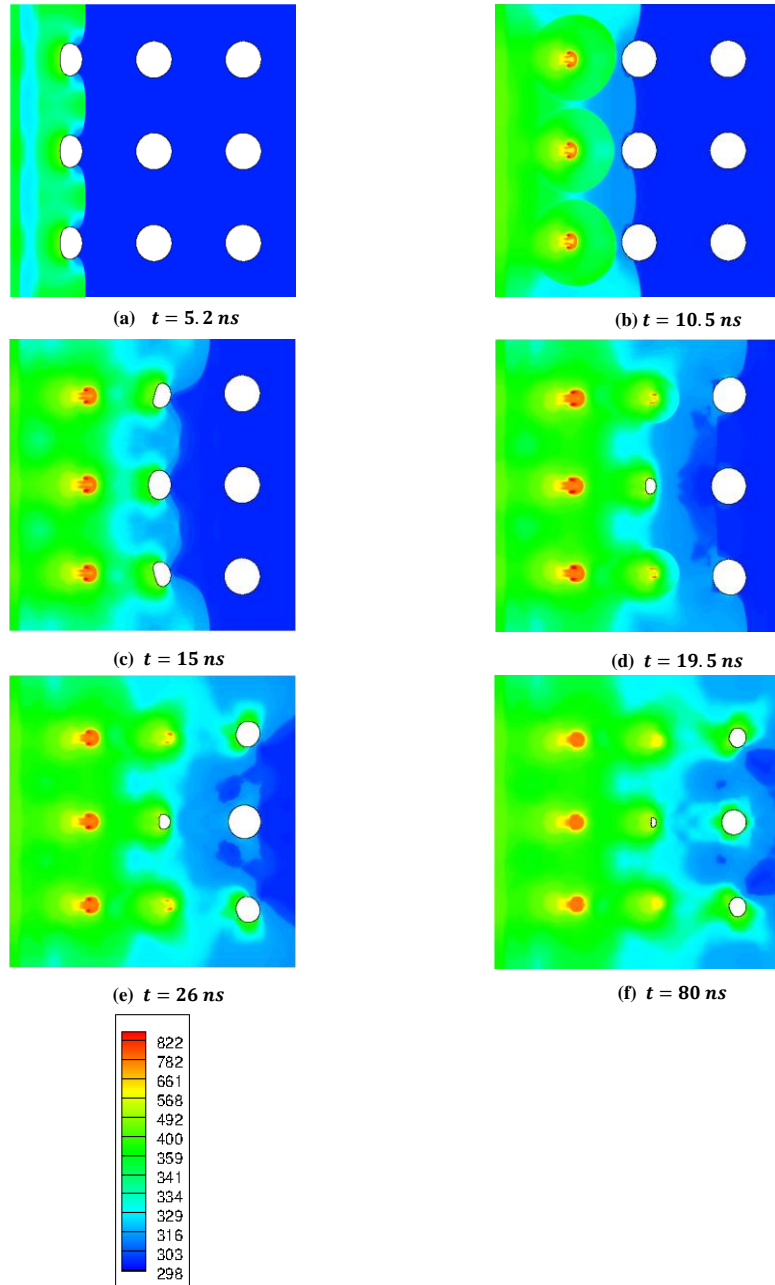 (a) t = 5.2 ns
(b) t = 10.5 ns
(c) t = 15 ns
(d) t = 19.5 ns
(e) t = 26 ns
(f) t = 80 ns
822
782
661
568
492
400
359
341
334
329
316
303
298